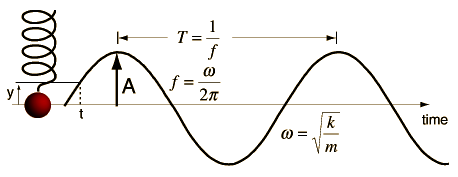 T = 1/f
y
A
f = ω/2π
t
time
ω = √(k/m)